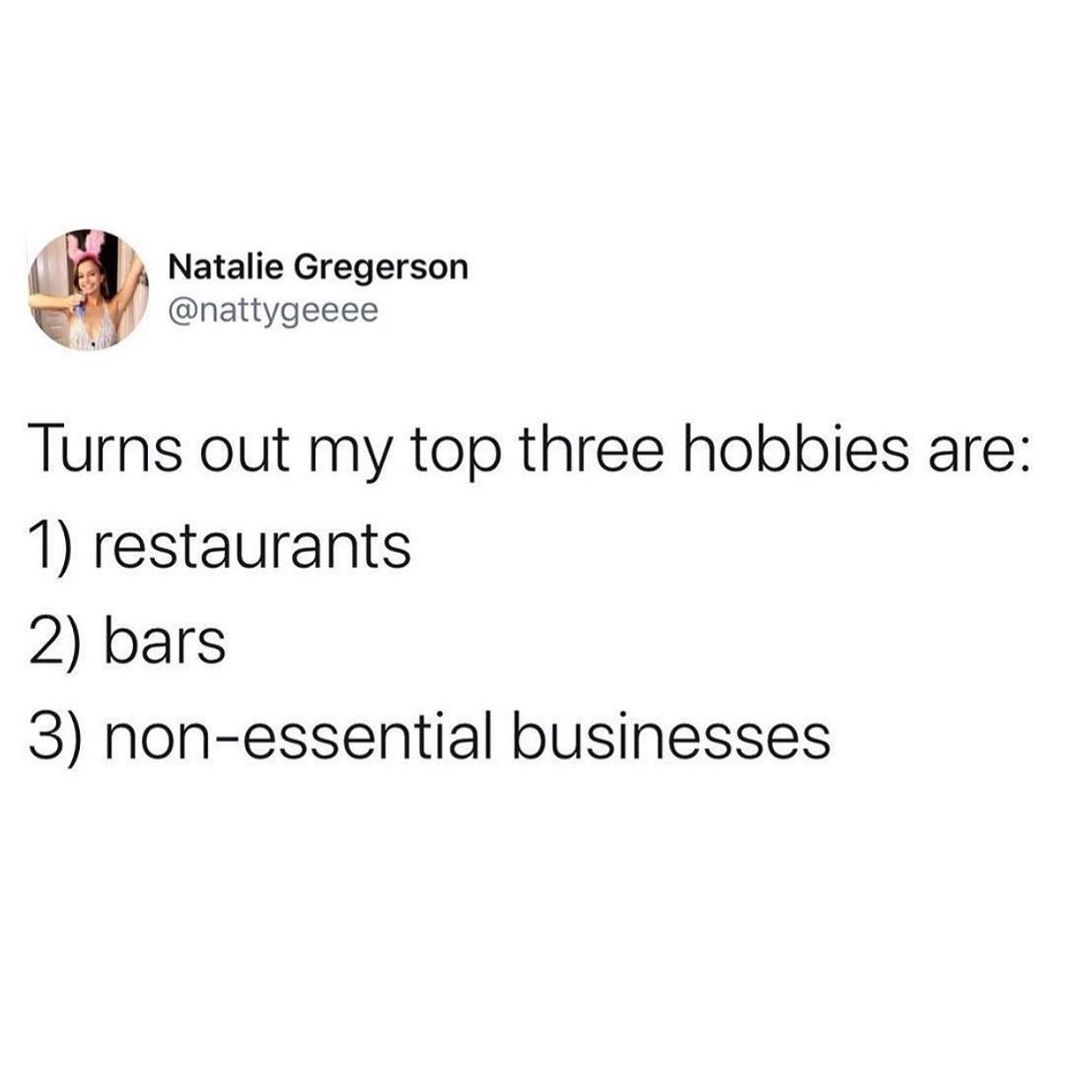 Natalie Gregerson
@nattygeeee
Turns out my top three hobbies are:
1) restaurants
2) bars
3) non-essential businesses